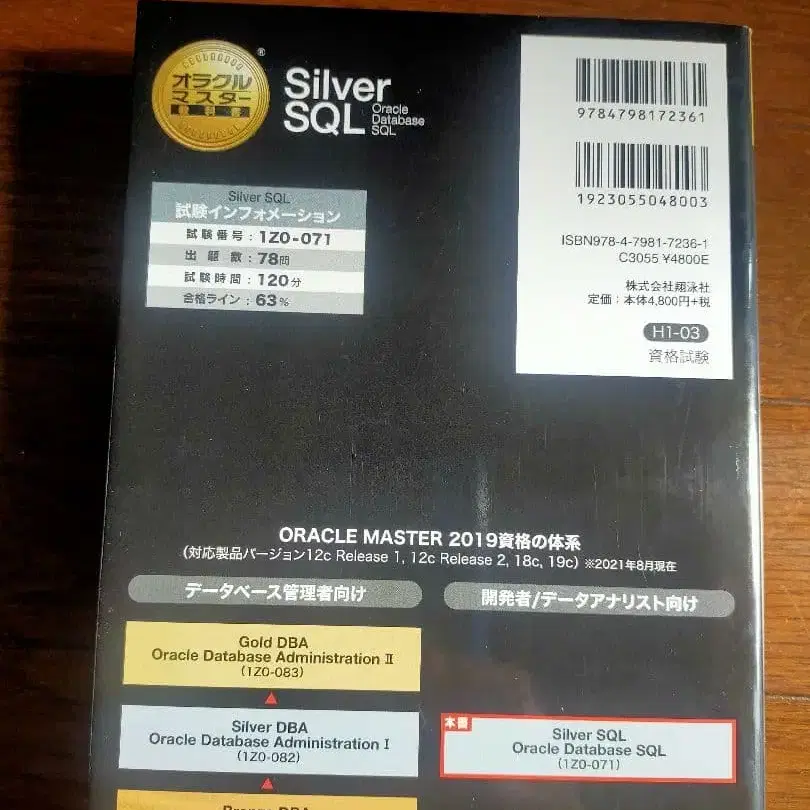 オラクル
マスター
教科書
®
Silver
SQL
Oracle
Database
SQL
9784798172361
1923055048003
ISBN978-4-7981-7236-1
C3055 ¥4800E
株式会社翔泳社
定価：本体4,800円+税
H1-03
資格試験
Silver SQL
試験インフォメーション
試験番号：1Z0-071
出題数：78問
試験時間：120分
合格ライン：63%
ORACLE MASTER 2019資格の体系
（対応製品バージョン12c Release 1, 12c Release 2, 18c, 19c）※2021年8月現在
データベース管理者向け
開発者/データアナリスト向け
Gold DBA
Oracle Database Administration Ⅱ
（1Z0-083）
Silver DBA
Oracle Database Administration Ⅰ
（1Z0-082）
本書
Silver SQL
Oracle Database SQL
（1Z0-071）
Bronze DBA